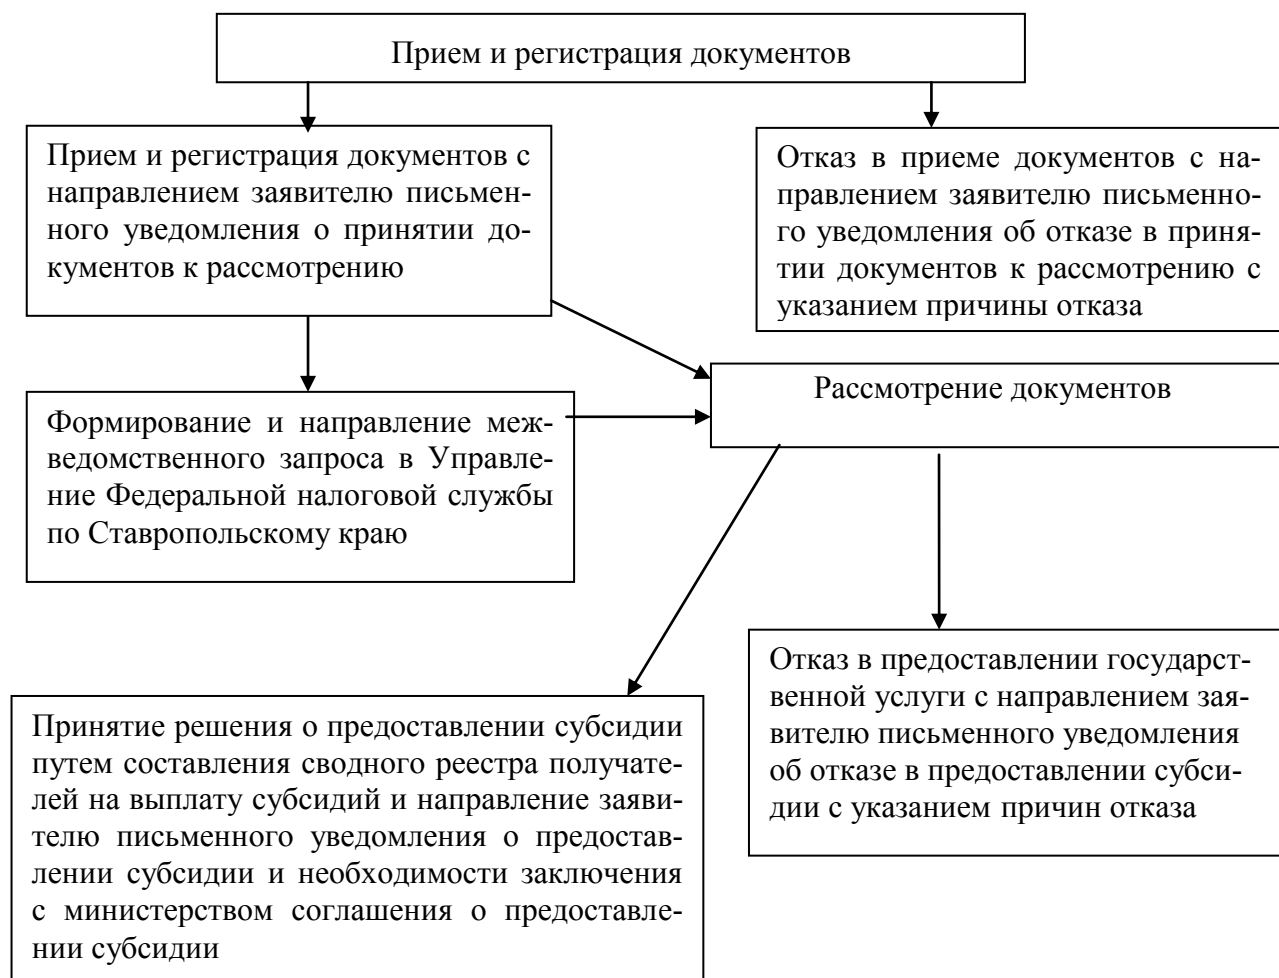 Прием и регистрация документов
Прием и регистрация документов с
направлением заявителю письмен-
ного уведомления о принятии до-
кументов к рассмотрению
Отказ в приеме документов с на-
правлением заявителю письменно-
го уведомления об отказе в приня-
тии документов к рассмотрению с
указанием причины отказа
Рассмотрение документов
Формирование и направление меж-
ведомственного запроса в Управле-
ние Федеральной налоговой службы
по Ставропольскому краю
Отказ в предоставлении государст-
венной услуги с направлением зая-
вителю письменного уведомления
об отказе в предоставлении субси-
дии с указанием причин отказа
Принятие решения о предоставлении субсидии
путем составления сводного реестра получате-
лей на выплату субсидий и направление заяви-
телю письменного уведомления о предостав-
лении субсидии и необходимости заключения
с министерством соглашения о предоставле-
нии субсидии